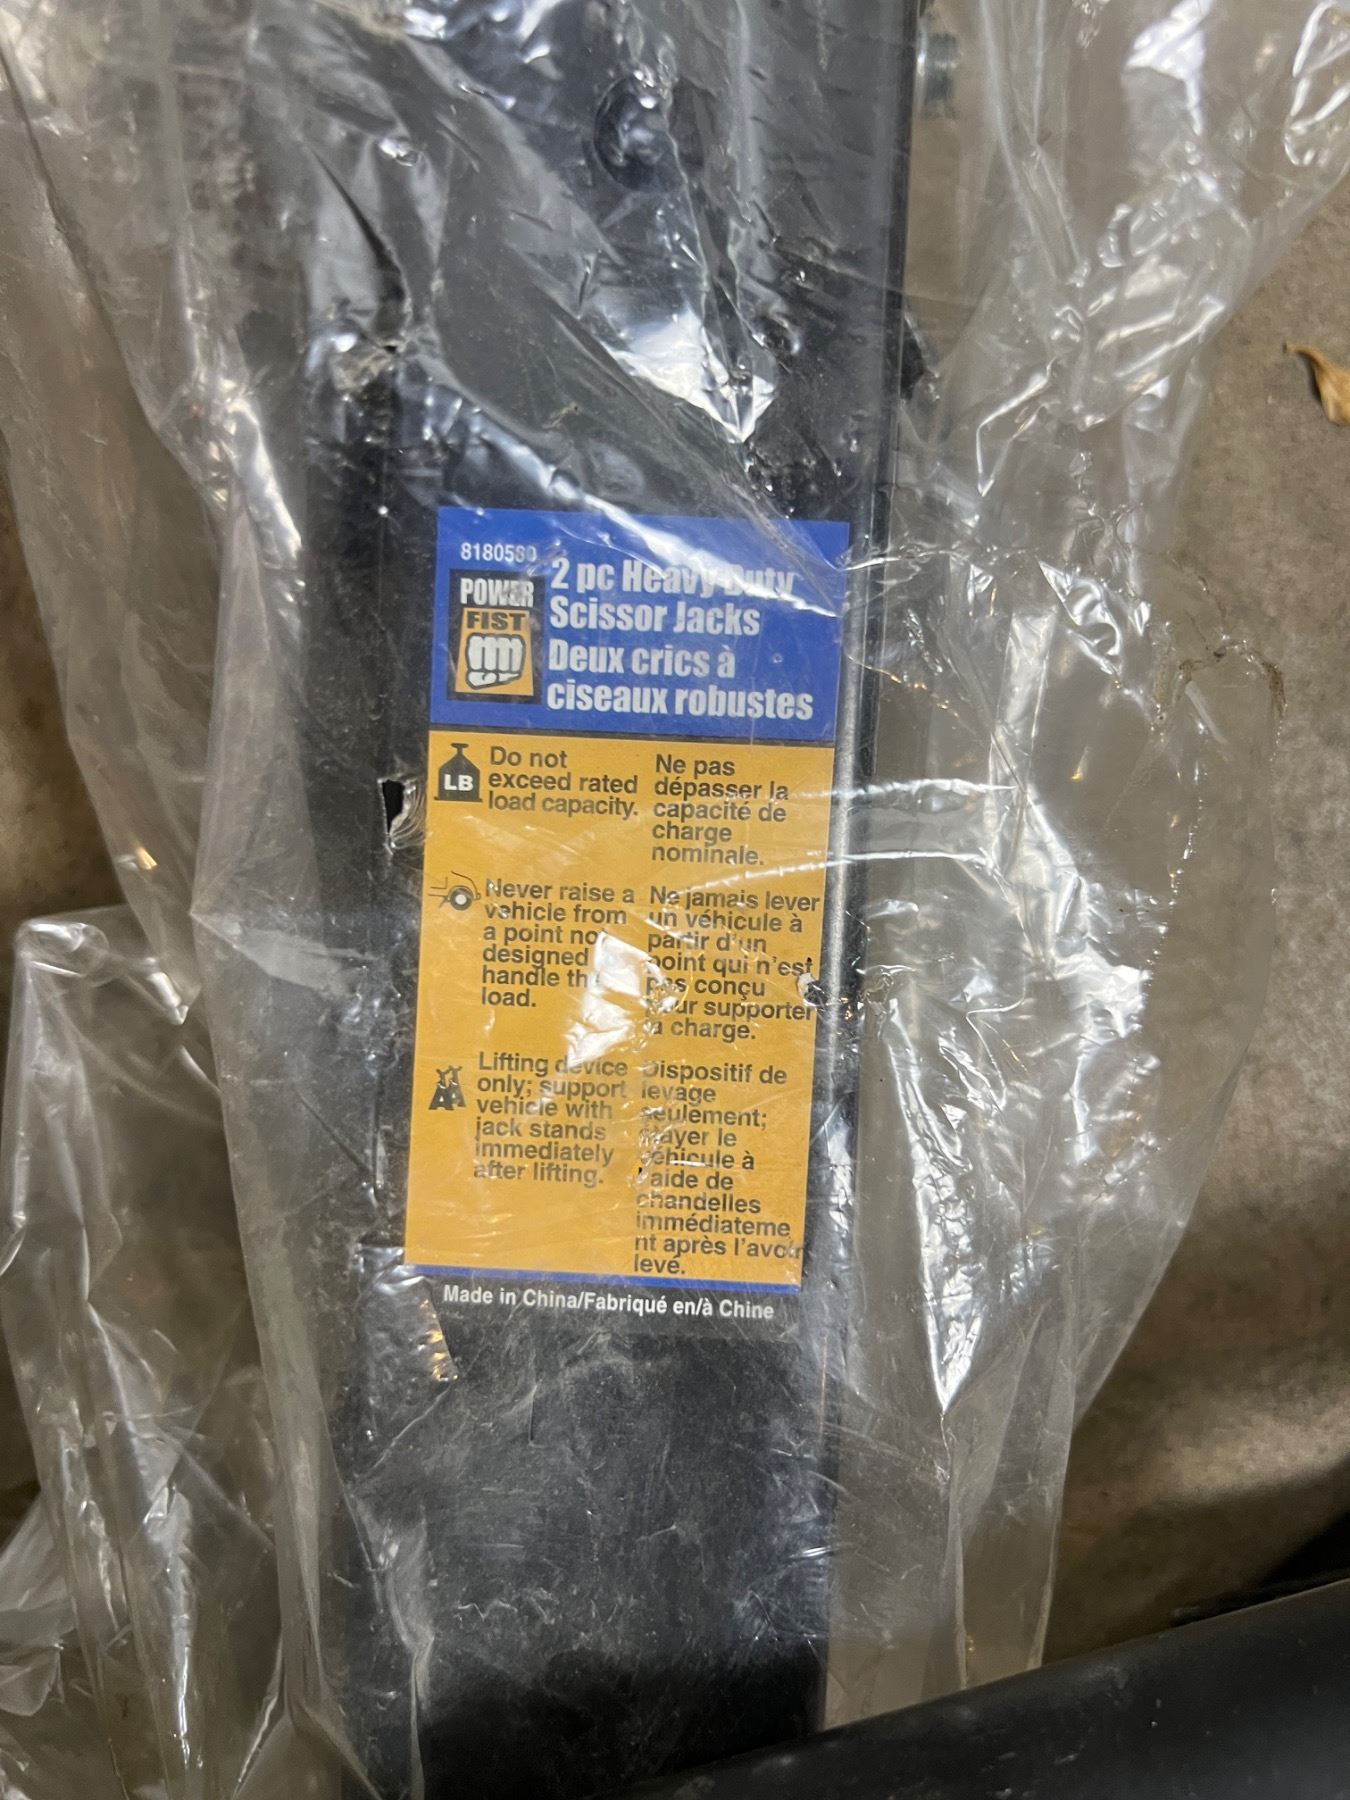 8180580
POWER
FIST
2 pc Heavy Duty
Scissor Jacks
Deux crics à
ciseaux robustes
LB
Do not
exceed rated
load capacity.
Ne pas
dépasser la
capacité de
charge
nominale.
Never raise a
vehicle from
a point not
designed
handle the
load.
Ne jamais lever
un véhicule à
partir d'un
point qui n'est
pas conçu
pour supporter
la charge.
Lifting device
only; support
vehicle with
jack stands
immediately
after lifting.
Dispositif de
levage
seulement;
étayer le
véhicule à
l'aide de
chandelles
immédiateme
nt après l'avoir
levé.
Made in China/Fabriqué en/à Chine